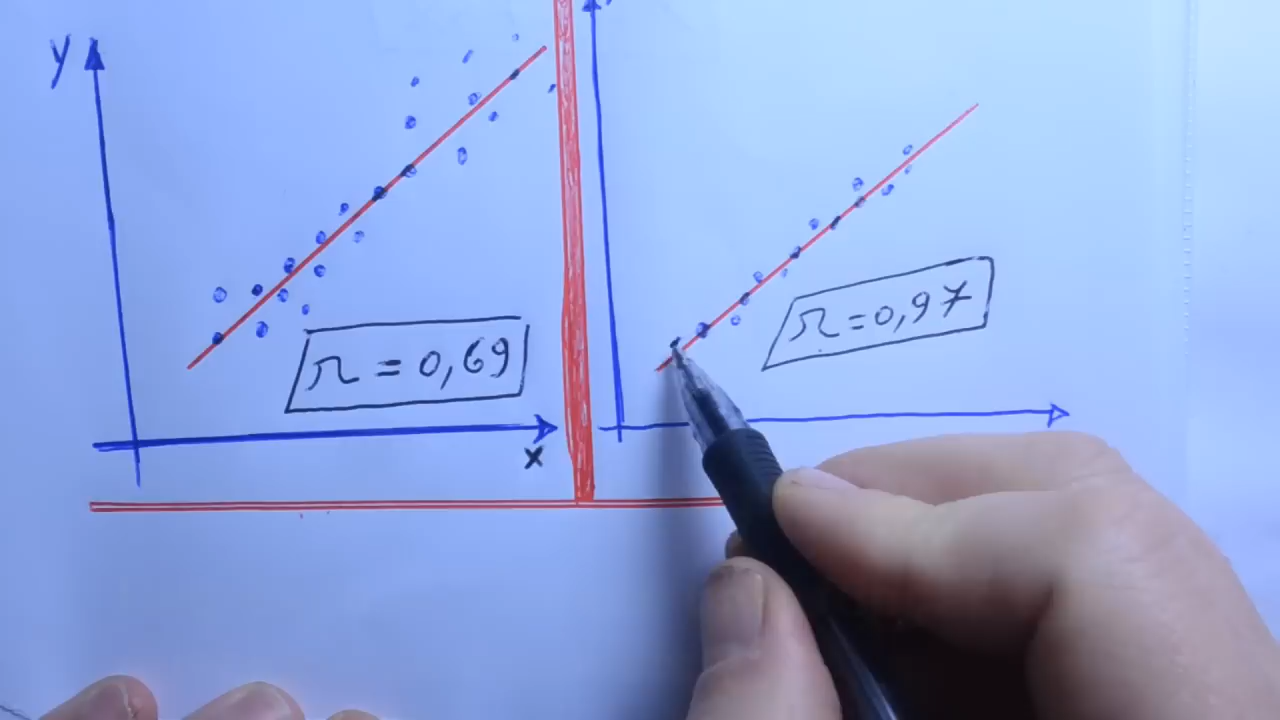 y
r = 0,69
x
r = 0,97